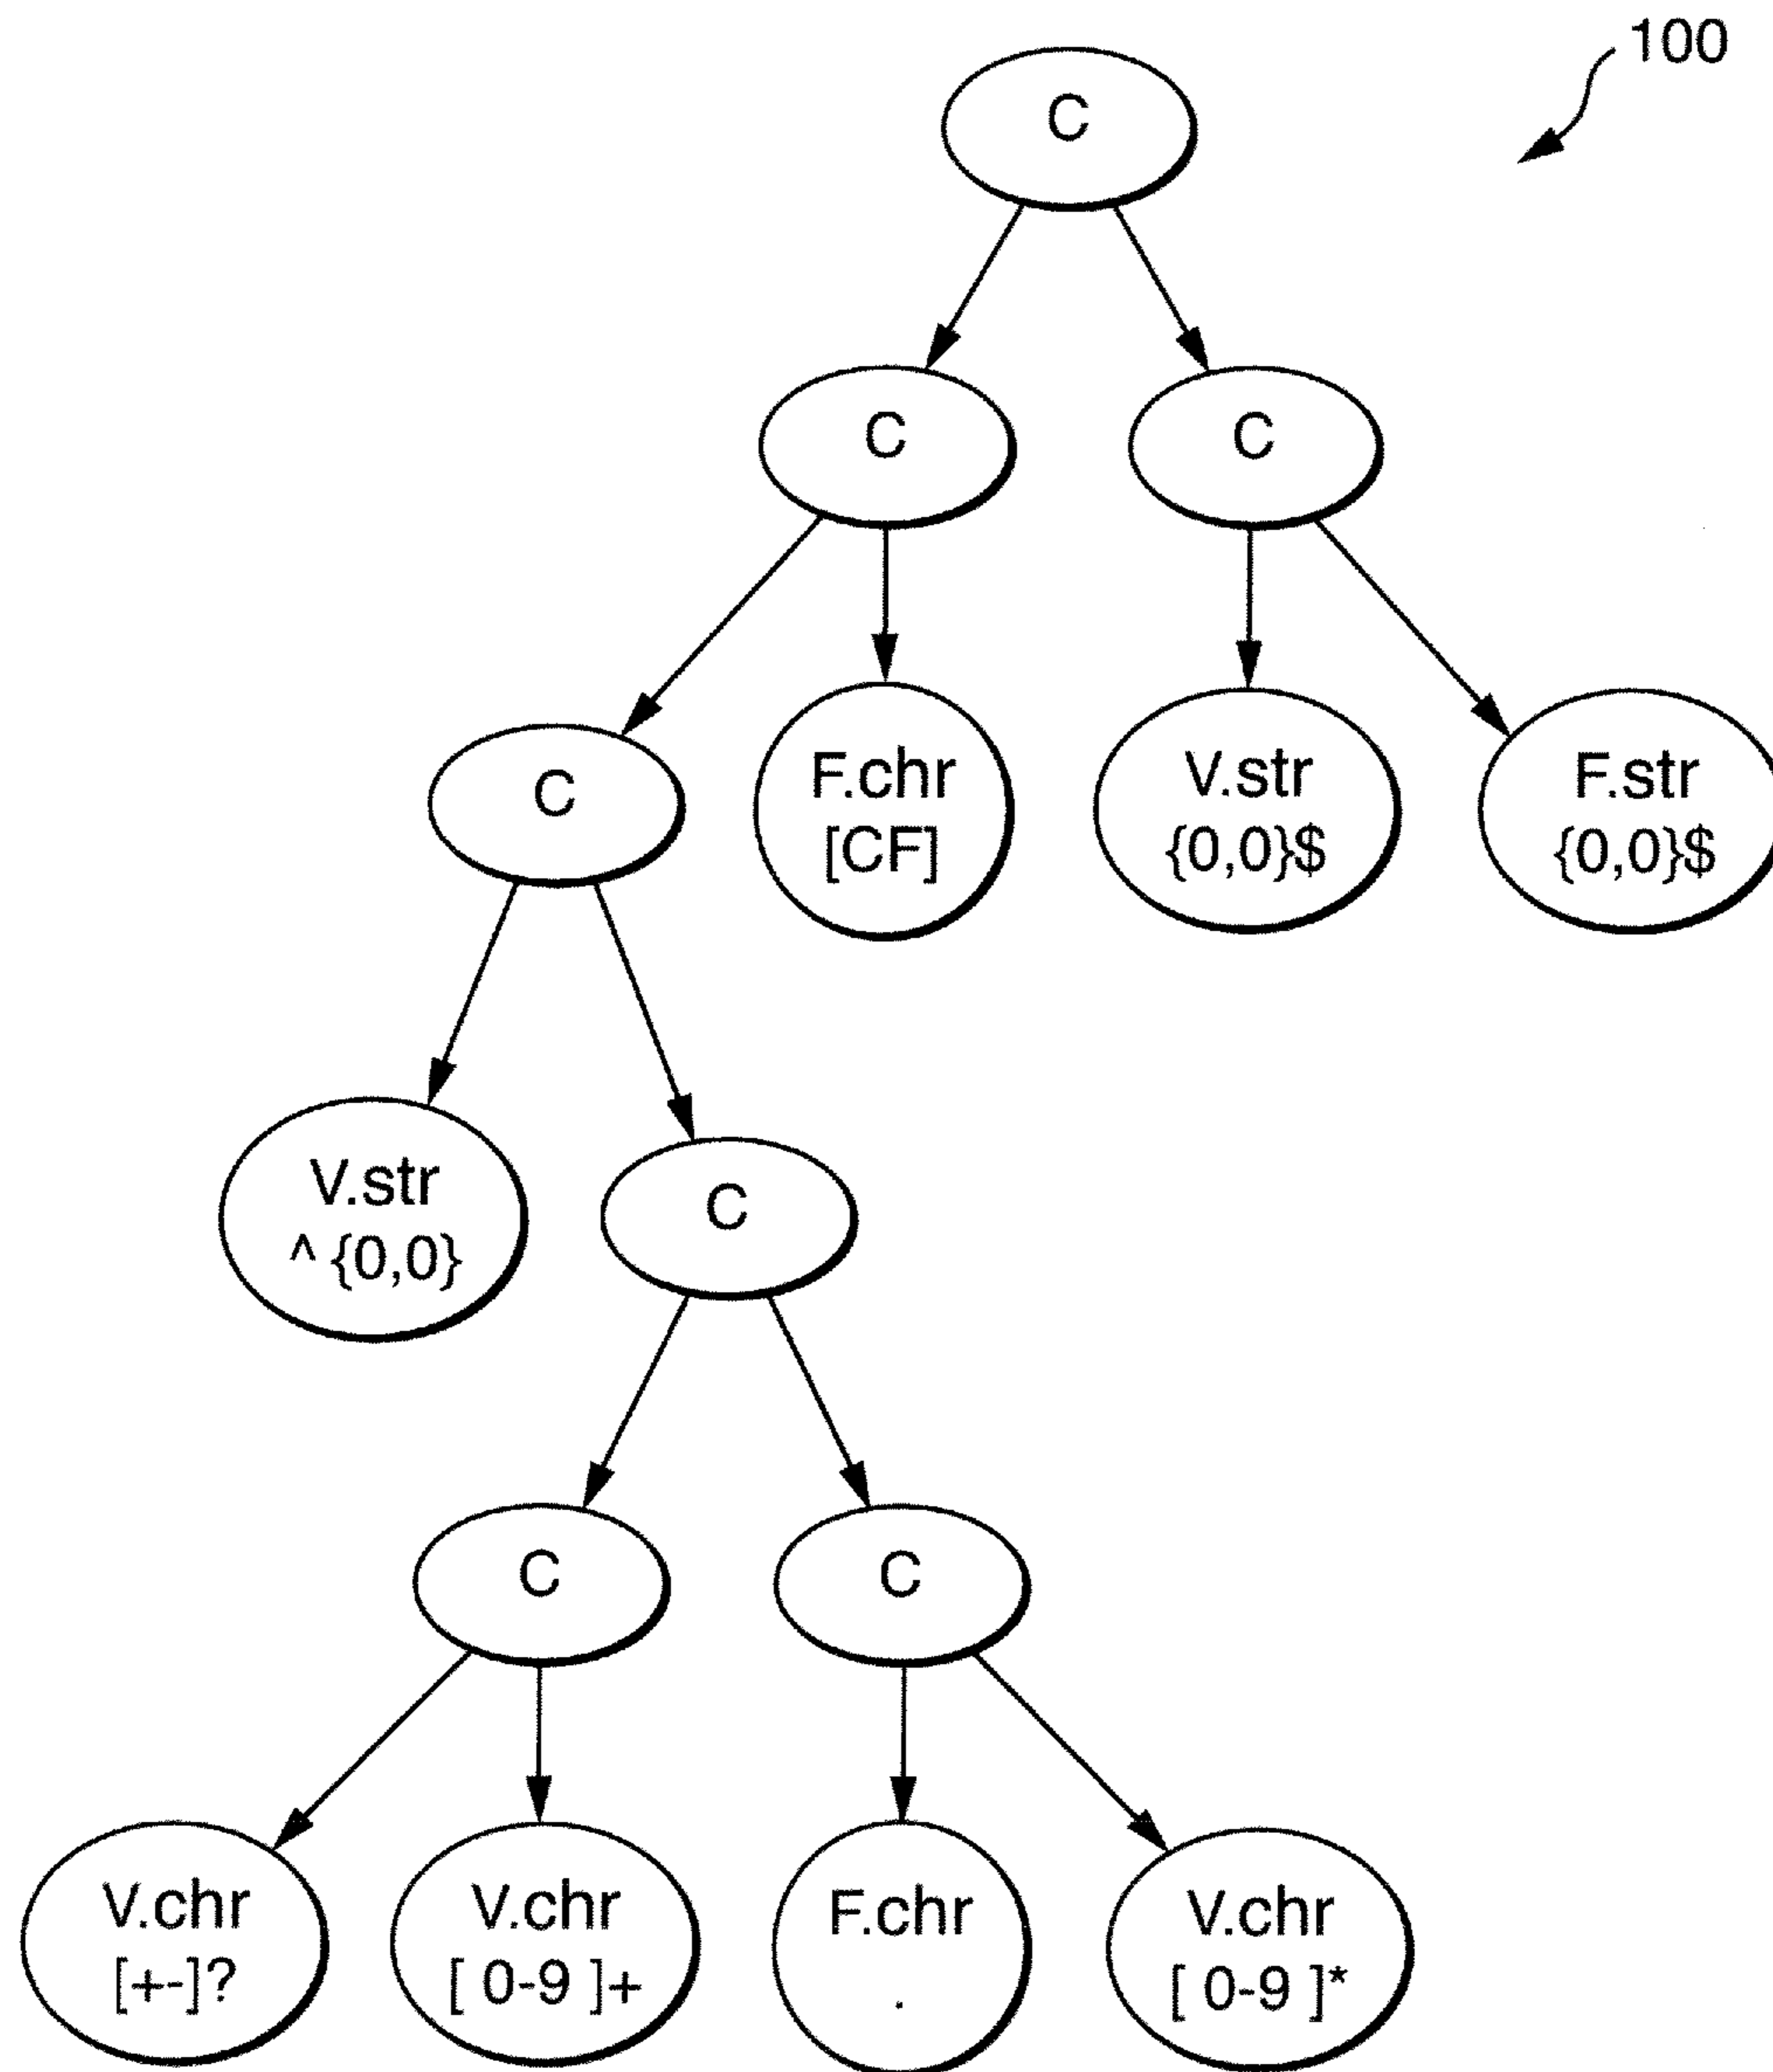 100
C
C
C
C
F.chr
[CF]
V.str
{0,0}$
F.str
{0,0}$
V.str
^ {0,0}
C
C
C
V.chr
[+-]?
V.chr
[ 0-9 ]+
F.chr
.
V.chr
[ 0-9 ]*